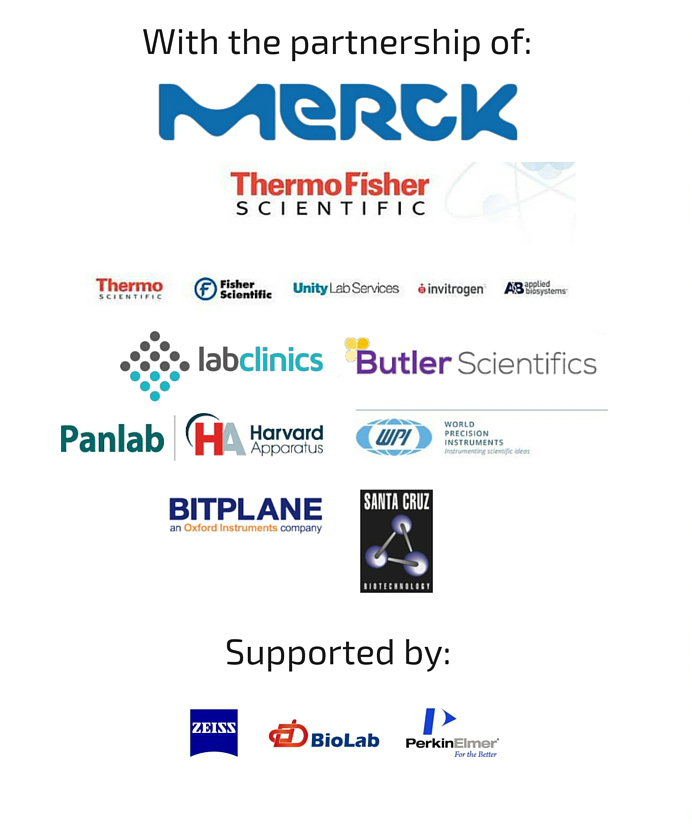 With the partnership of:
MERCK
ThermoFisher
SCIENTIFIC
Thermo
SCIENTIFIC
Fisher
Scientific
Unity Lab Services
invitrogen
AB applied
biosystems
labclinics
Butler Scientifics
Panlab
HA Harvard
Apparatus
WPI
WORLD
PRECISION
INSTRUMENTS
Instrumenting scientific ideas
BITPLANE
an Oxford Instruments company
SANTA CRUZ
BIOTECHNOLOGY
Supported by:
ZEISS
BioLab
PerkinElmer
For the Better